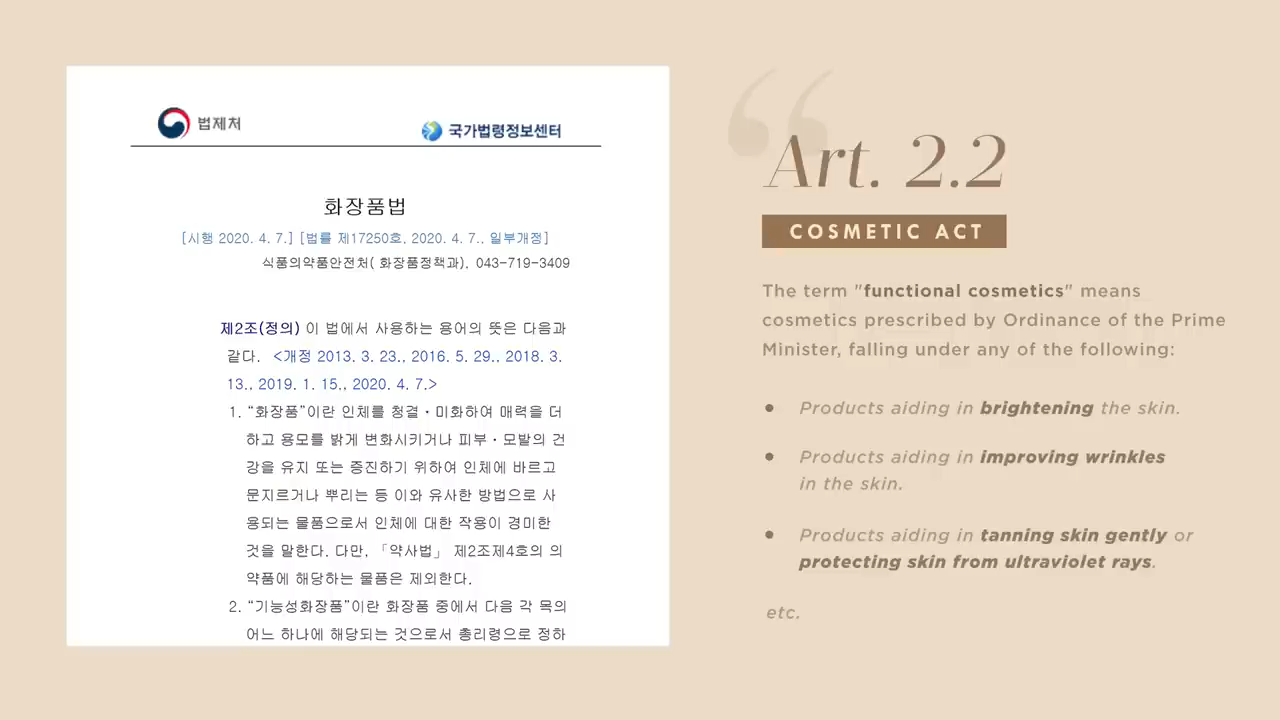 법제처
국가법령정보센터
화장품법
[시행 2020. 4. 7.] [법률 제17250호, 2020. 4. 7., 일부개정]
식품의약품안전처( 화장품정책과), 043-719-3409
제2조(정의) 이 법에서 사용하는 용어의 뜻은 다음과
같다. <개정 2013. 3. 23., 2016. 5. 29., 2018. 3.
13., 2019. 1. 15., 2020. 4. 7.>
1. “화장품”이란 인체를 청결ㆍ미화하여 매력을 더
하고 용모를 밝게 변화시키거나 피부ㆍ모발의 건
강을 유지 또는 증진하기 위하여 인체에 바르고
문지르거나 뿌리는 등 이와 유사한 방법으로 사
용되는 물품으로서 인체에 대한 작용이 경미한
것을 말한다. 다만, 「약사법」 제2조제4호의 의
약품에 해당하는 물품은 제외한다.
2. “기능성화장품”이란 화장품 중에서 다음 각 목의
어느 하나에 해당되는 것으로서 총리령으로 정하
“
Art. 2.2
COSMETIC ACT
The term "functional cosmetics" means
cosmetics prescribed by Ordinance of the Prime
Minister, falling under any of the following:
• Products aiding in brightening the skin.
• Products aiding in improving wrinkles
in the skin.
• Products aiding in tanning skin gently or
protecting skin from ultraviolet rays.
etc.